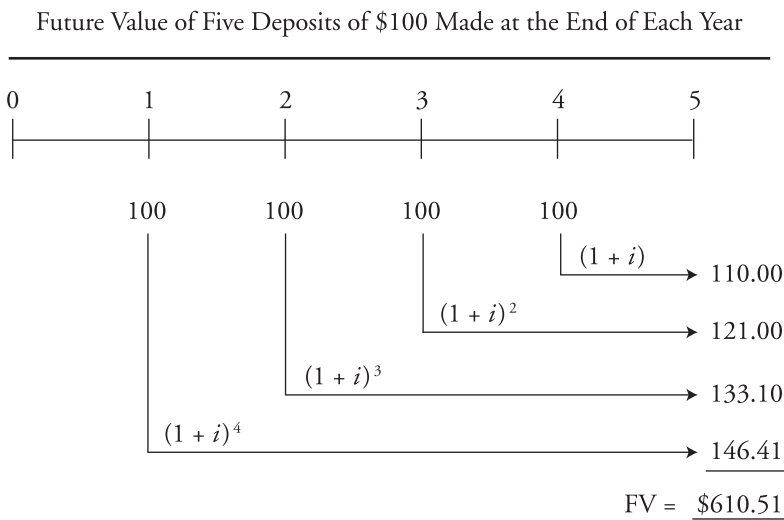 Future Value of Five Deposits of $100 Made at the End of Each Year
0 1 2 3 4 5
100 100 100 100
(1 + i) 110.00
(1 + i)² 121.00
(1 + i)³ 133.10
(1 + i)⁴ 146.41
FV = $610.51